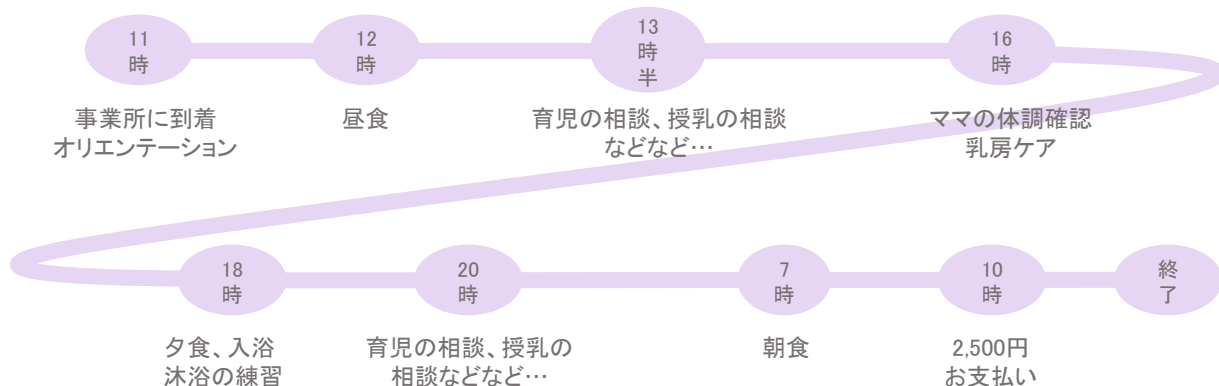 11
時
12
時
13
時
半
16
時
事業所に到着
オリエンテーション
昼食
育児の相談、授乳の相談
などなど…
ママの体調確認
乳房ケア
18
時
20
時
7
時
10
時
終
了
夕食、入浴
沐浴の練習
育児の相談、授乳の
相談などなど…
朝食
2,500円
お支払い